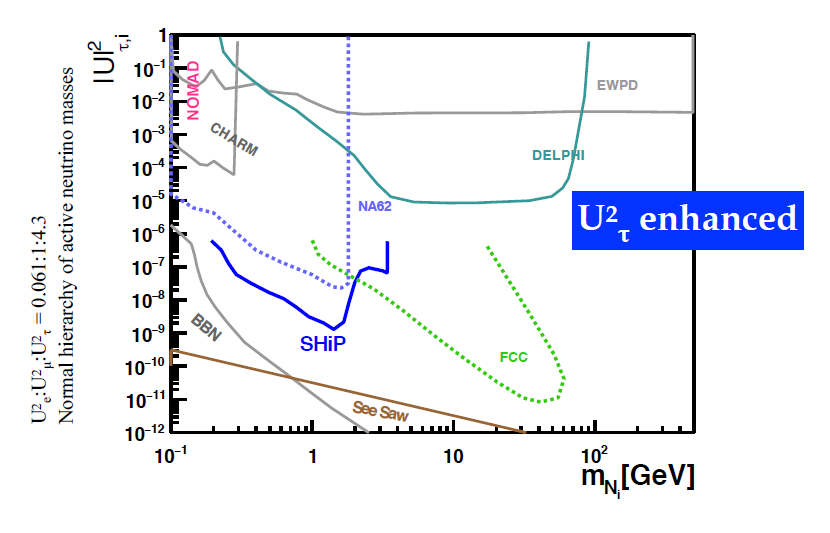 U²e:U²μ:U²τ = 0.061:1:4.3
Normal hierarchy of active neutrino masses
|U|²τ,i
1
10⁻¹
10⁻²
10⁻³
10⁻⁴
10⁻⁵
10⁻⁶
10⁻⁷
10⁻⁸
10⁻⁹
10⁻¹⁰
10⁻¹¹
10⁻¹²
NOMAD
CHARM
EWPD
DELPHI
NA62
U²τ enhanced
BBN
SHiP
FCC
See Saw
10⁻¹
1
10
10²
mNi[GeV]